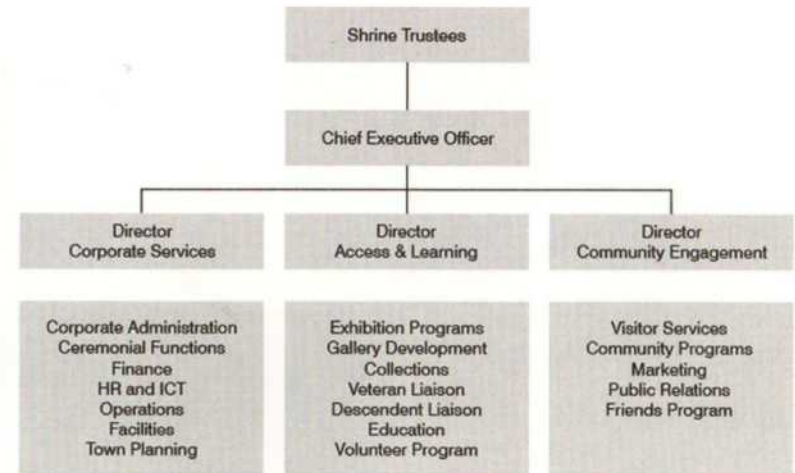 Shrine Trustees
Chief Executive Officer
Director
Corporate Services
Director
Access & Learning
Director
Community Engagement
Corporate Administration
Ceremonial Functions
Finance
HR and ICT
Operations
Facilities
Town Planning
Exhibition Programs
Gallery Development
Collections
Veteran Liaison
Descendent Liaison
Education
Volunteer Program
Visitor Services
Community Programs
Marketing
Public Relations
Friends Program